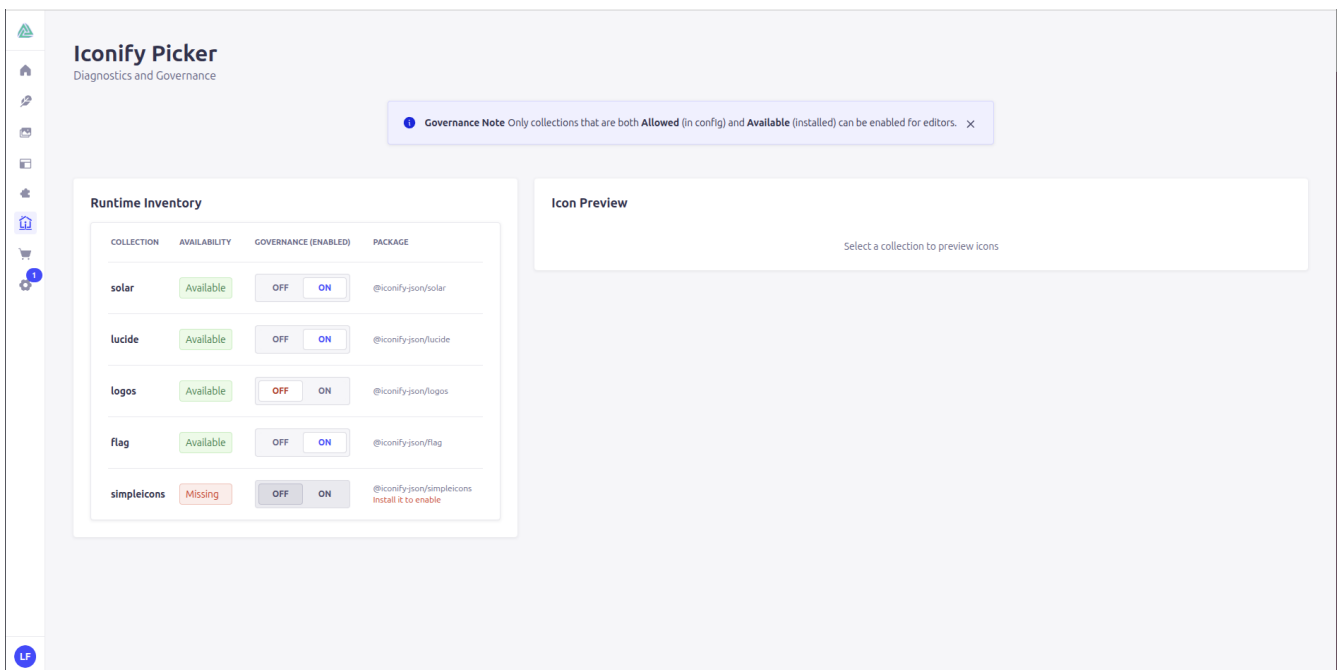 Iconify Picker
Diagnostics and Governance
Governance Note Only collections that are both Allowed (in config) and Available (installed) can be enabled for editors.
Runtime Inventory
COLLECTION AVAILABILITY GOVERNANCE (ENABLED) PACKAGE
solar Available OFF ON @iconify-json/solar
lucide Available OFF ON @iconify-json/lucide
logos Available OFF ON @iconify-json/logos
flag Available OFF ON @iconify-json/flag
simpleicons Missing OFF ON @iconify-json/simpleicons
Install it to enable
Icon Preview
Select a collection to preview icons
1
LF